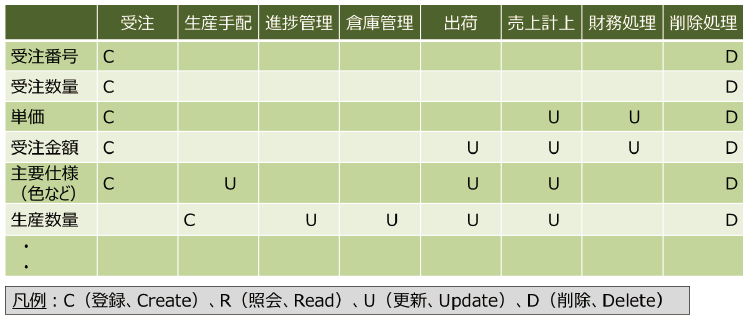 受注 生産手配 進捗管理 倉庫管理 出荷 売上計上 財務処理 削除処理
受注番号 C D
受注数量 C D
単価 C U U D
受注金額 C U U U D
主要仕様
（色など） C U U U D
生産数量 C U U U U D
・
・
凡例：C（登録、Create）、R（照会、Read）、U（更新、Update）、D（削除、Delete）